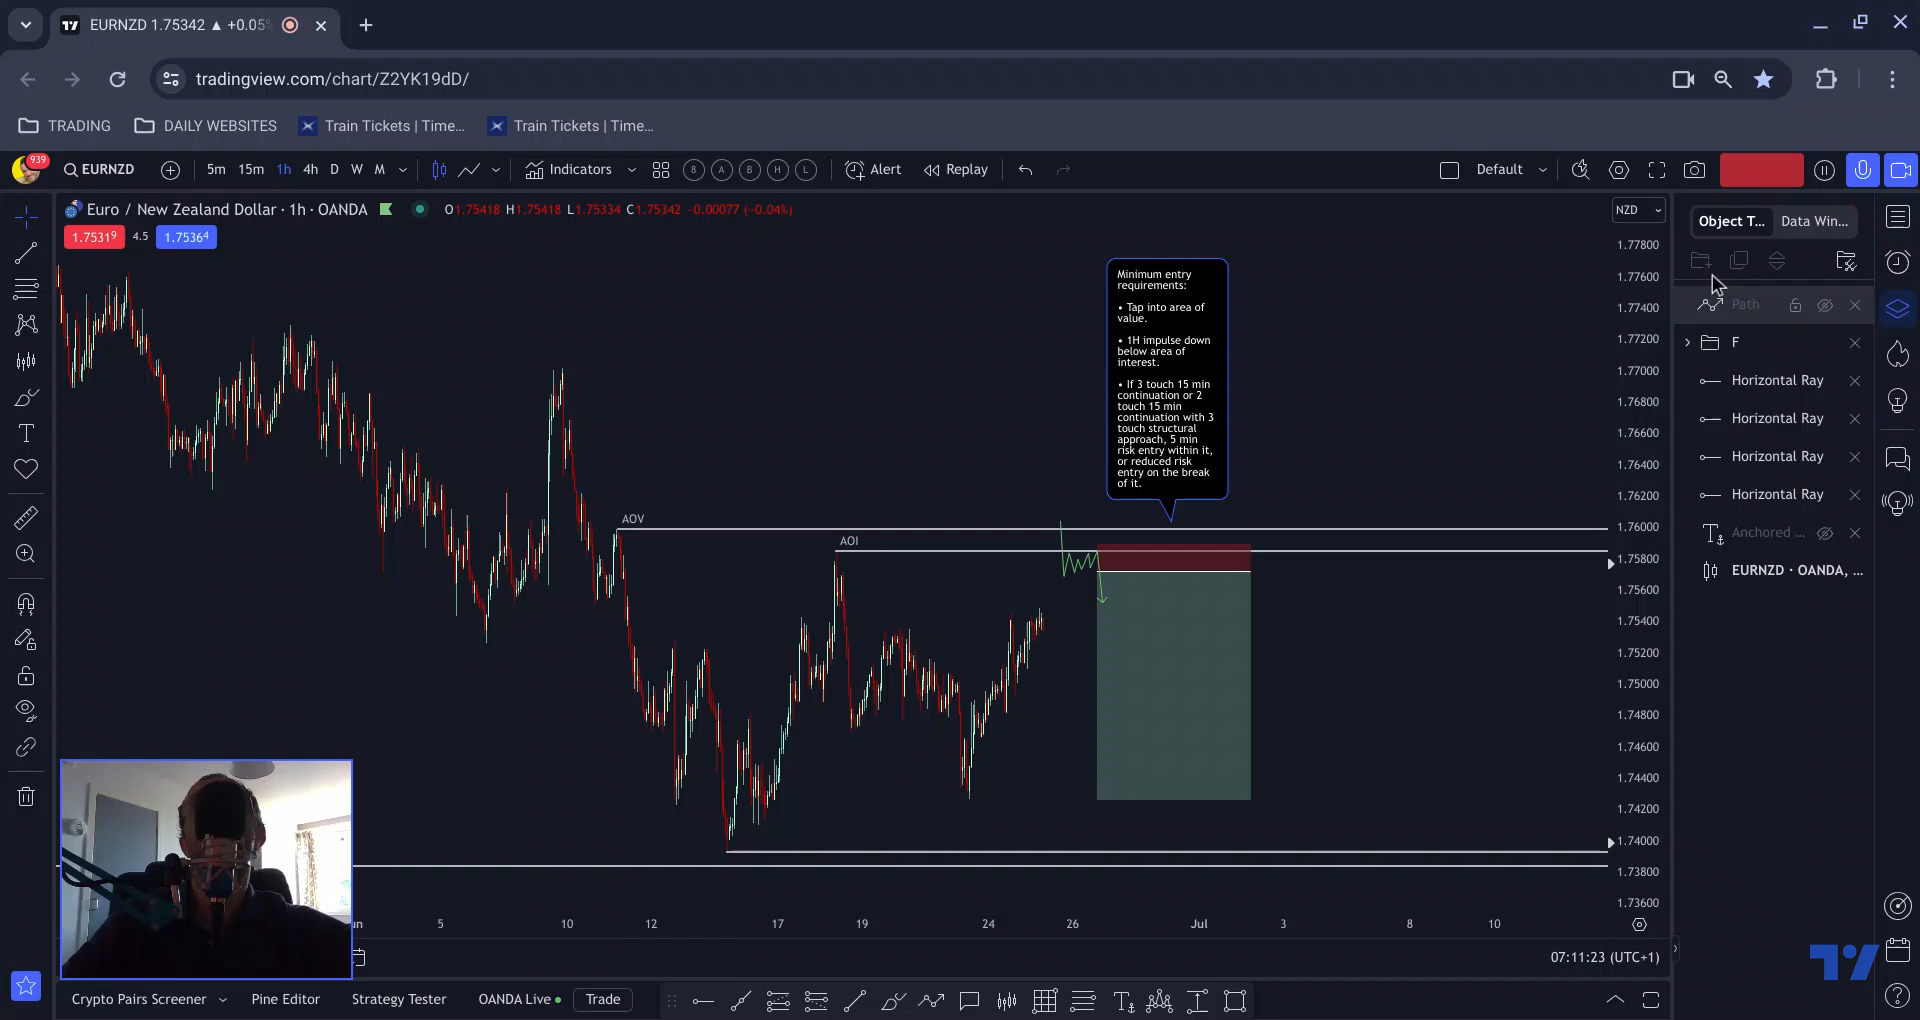 EURNZD 1.75342 ▲ +0.05%
tradingview.com/chart/Z2YK19dD/
TRADING
DAILY WEBSITES
Train Tickets | Time...
Train Tickets | Time...
939
EURNZD
5m 15m 1h 4h D W M
Indicators
8 A B H L
Alert
Replay
Default
Euro / New Zealand Dollar · 1h · OANDA
O1.75418 H1.75418 L1.75334 C1.75342 −0.00077 (−0.04%)
1.75319 4.5 1.75364
NZD
Object T...
Data Win...
Path
F
Horizontal Ray
Horizontal Ray
Horizontal Ray
Horizontal Ray
Anchored ...
EURNZD · OANDA, ...
Minimum entry
requirements:
• Tap into area of
value.
• 1H impulse down
below area of
interest.
• If 3 touch 15 min
continuation or 2
touch 15 min
continuation with 3
touch structural
approach, 5 min
risk entry within it,
or reduced risk
entry on the break
of it.
AOV
AOI
1.77800
1.77600
1.77400
1.77200
1.77000
1.76800
1.76600
1.76400
1.76200
1.76000
1.75800
1.75600
1.75400
1.75200
1.75000
1.74800
1.74600
1.74400
1.74200
1.74000
1.73800
1.73600
un 5 10 12 17 19 24 26 Jul 3 8 10
07:11:23 (UTC+1)
Crypto Pairs Screener
Pine Editor
Strategy Tester
OANDA Live
Trade